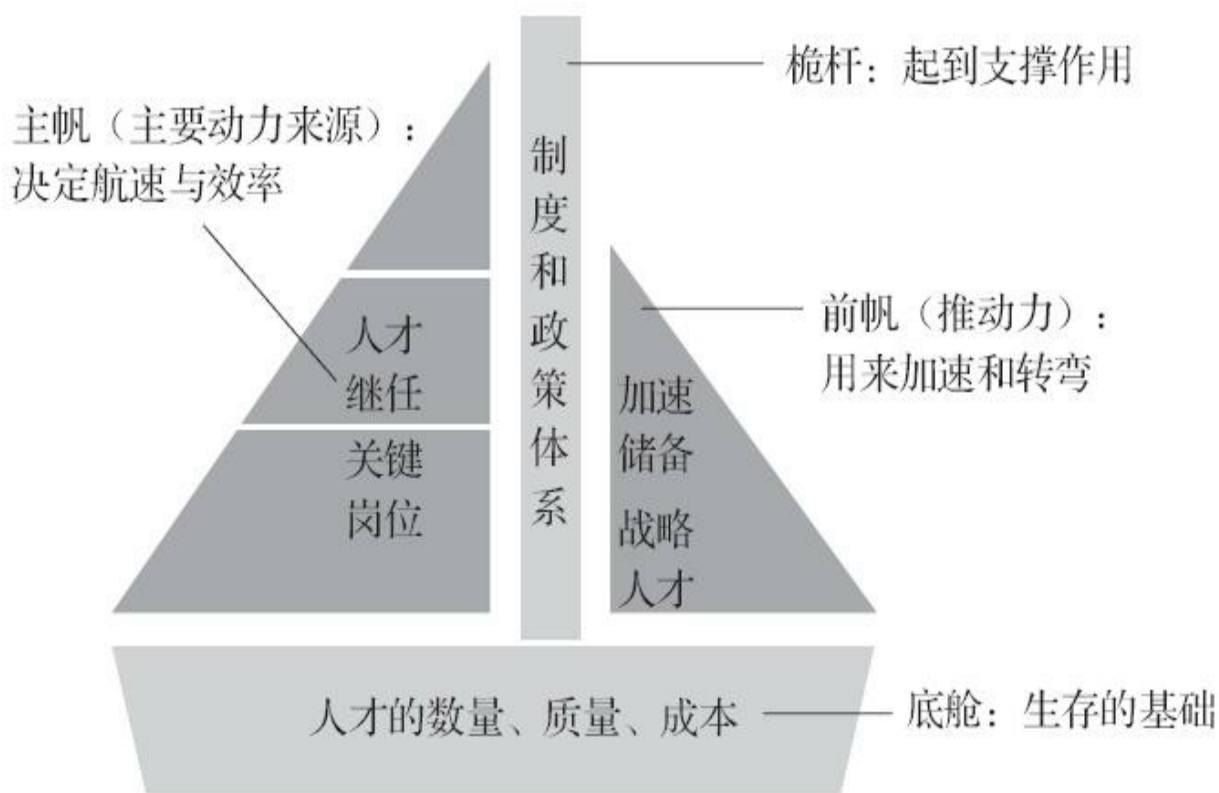 桅杆：起到支撑作用
主帆（主要动力来源）：
决定航速与效率
制度和政策体系
前帆（推动力）：
用来加速和转弯
人才
继任
关键
岗位
加速
储备
战略
人才
人才的数量、质量、成本
底舱：生存的基础